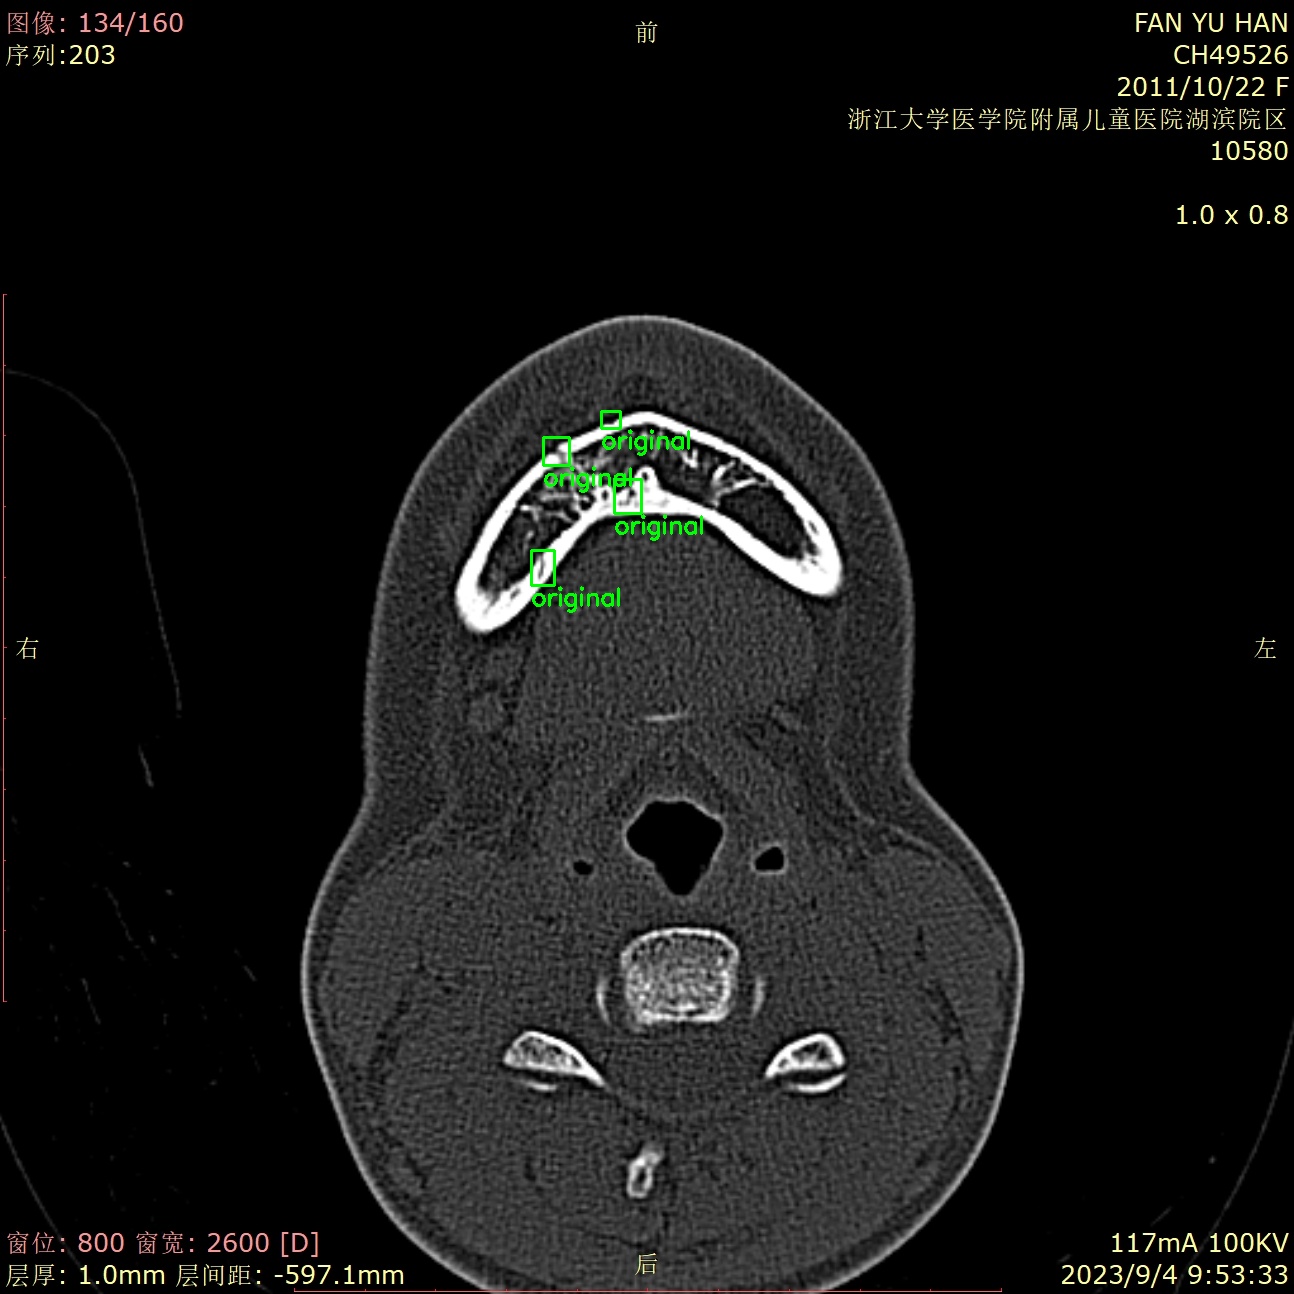 图像: 134/160
序列:203
前
FAN YU HAN
CH49526
2011/10/22 F
浙江大学医学院附属儿童医院湖滨院区
10580
1.0 x 0.8
original
original
original
original
右
左
窗位: 800 窗宽: 2600 [D]
层厚: 1.0mm 层间距: -597.1mm
后
117mA 100KV
2023/9/4 9:53:33